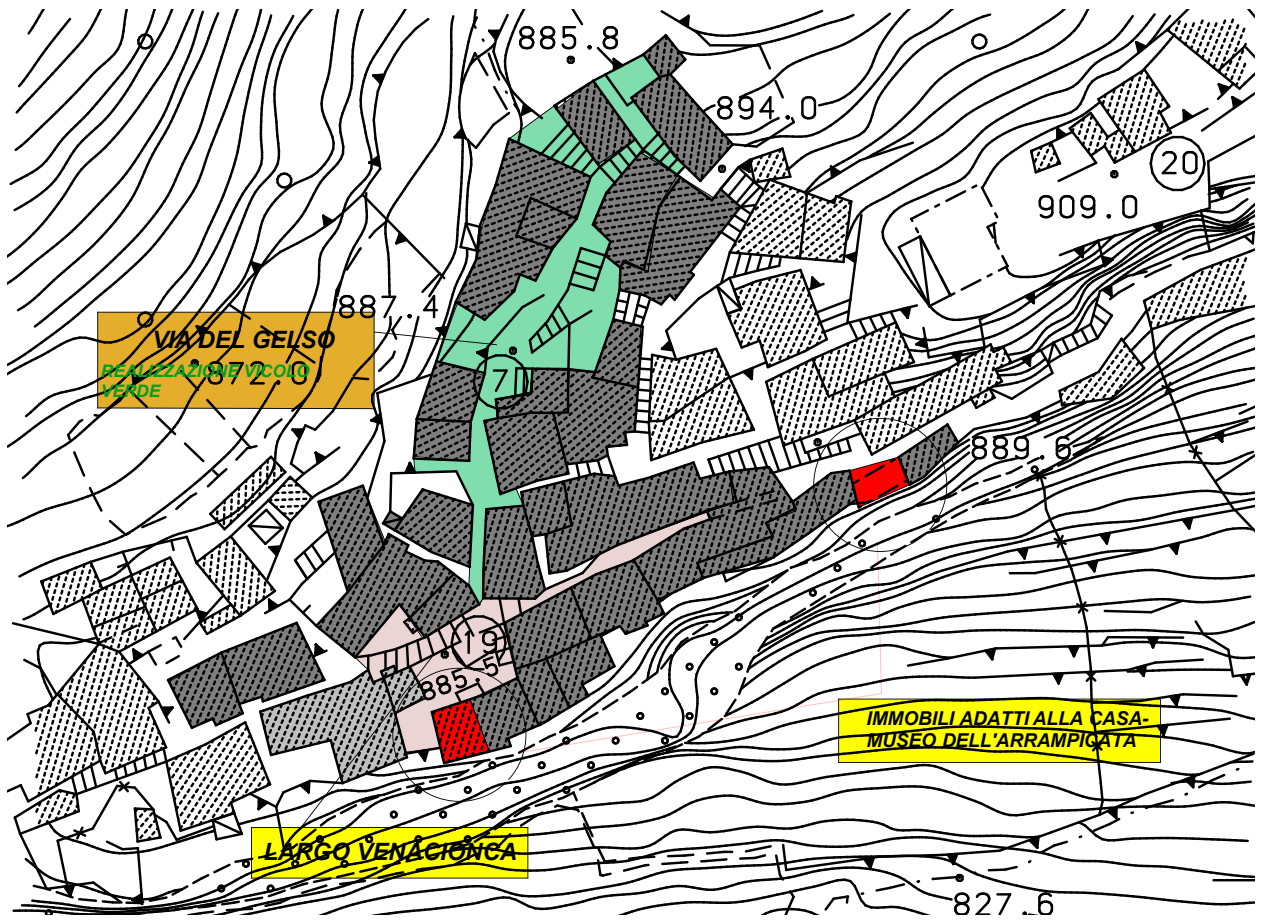 885.8
894.0
20
909.0
887.4
VIA DEL GELSO
REALIZZAZIONE VICOLO
VERDE
872.0
71
889.6
19
885.5
IMMOBILI ADATTI ALLA CASA-
MUSEO DELL'ARRAMPICATA
LARGO VENACIONCA
827.6